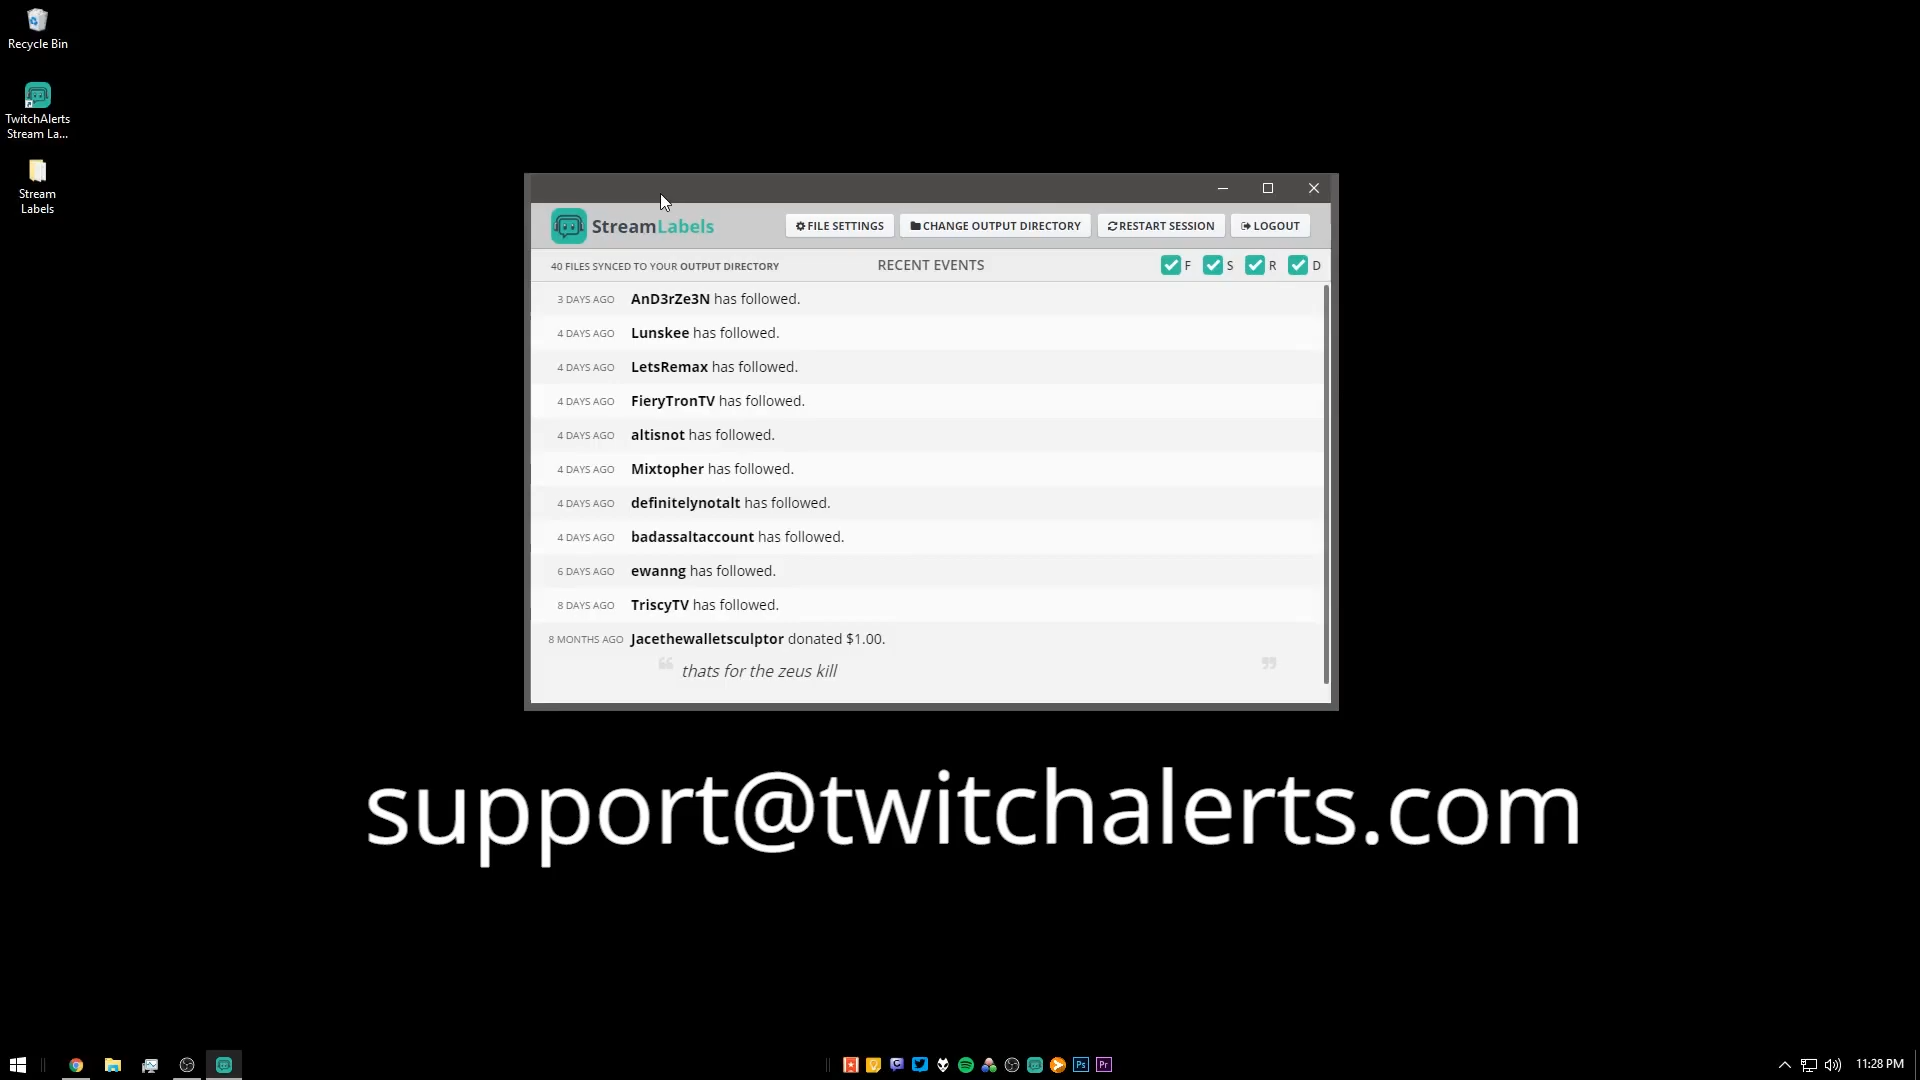 Recycle Bin
TwitchAlerts
Stream La...
Stream
Labels
StreamLabels
FILE SETTINGS
CHANGE OUTPUT DIRECTORY
RESTART SESSION
LOGOUT
40 FILES SYNCED TO YOUR OUTPUT DIRECTORY
RECENT EVENTS
F S R D
3 DAYS AGO AnD3rZe3N has followed.
4 DAYS AGO Lunskee has followed.
4 DAYS AGO LetsRemax has followed.
4 DAYS AGO FieryTronTV has followed.
4 DAYS AGO altisnot has followed.
4 DAYS AGO Mixtopher has followed.
4 DAYS AGO definitelynotalt has followed.
4 DAYS AGO badassaltaccount has followed.
6 DAYS AGO ewanng has followed.
8 DAYS AGO TriscyTV has followed.
8 MONTHS AGO Jacethewalletsculptor donated $1.00.
“ thats for the zeus kill ”
support@twitchalerts.com
Ps
Pr
11:28 PM